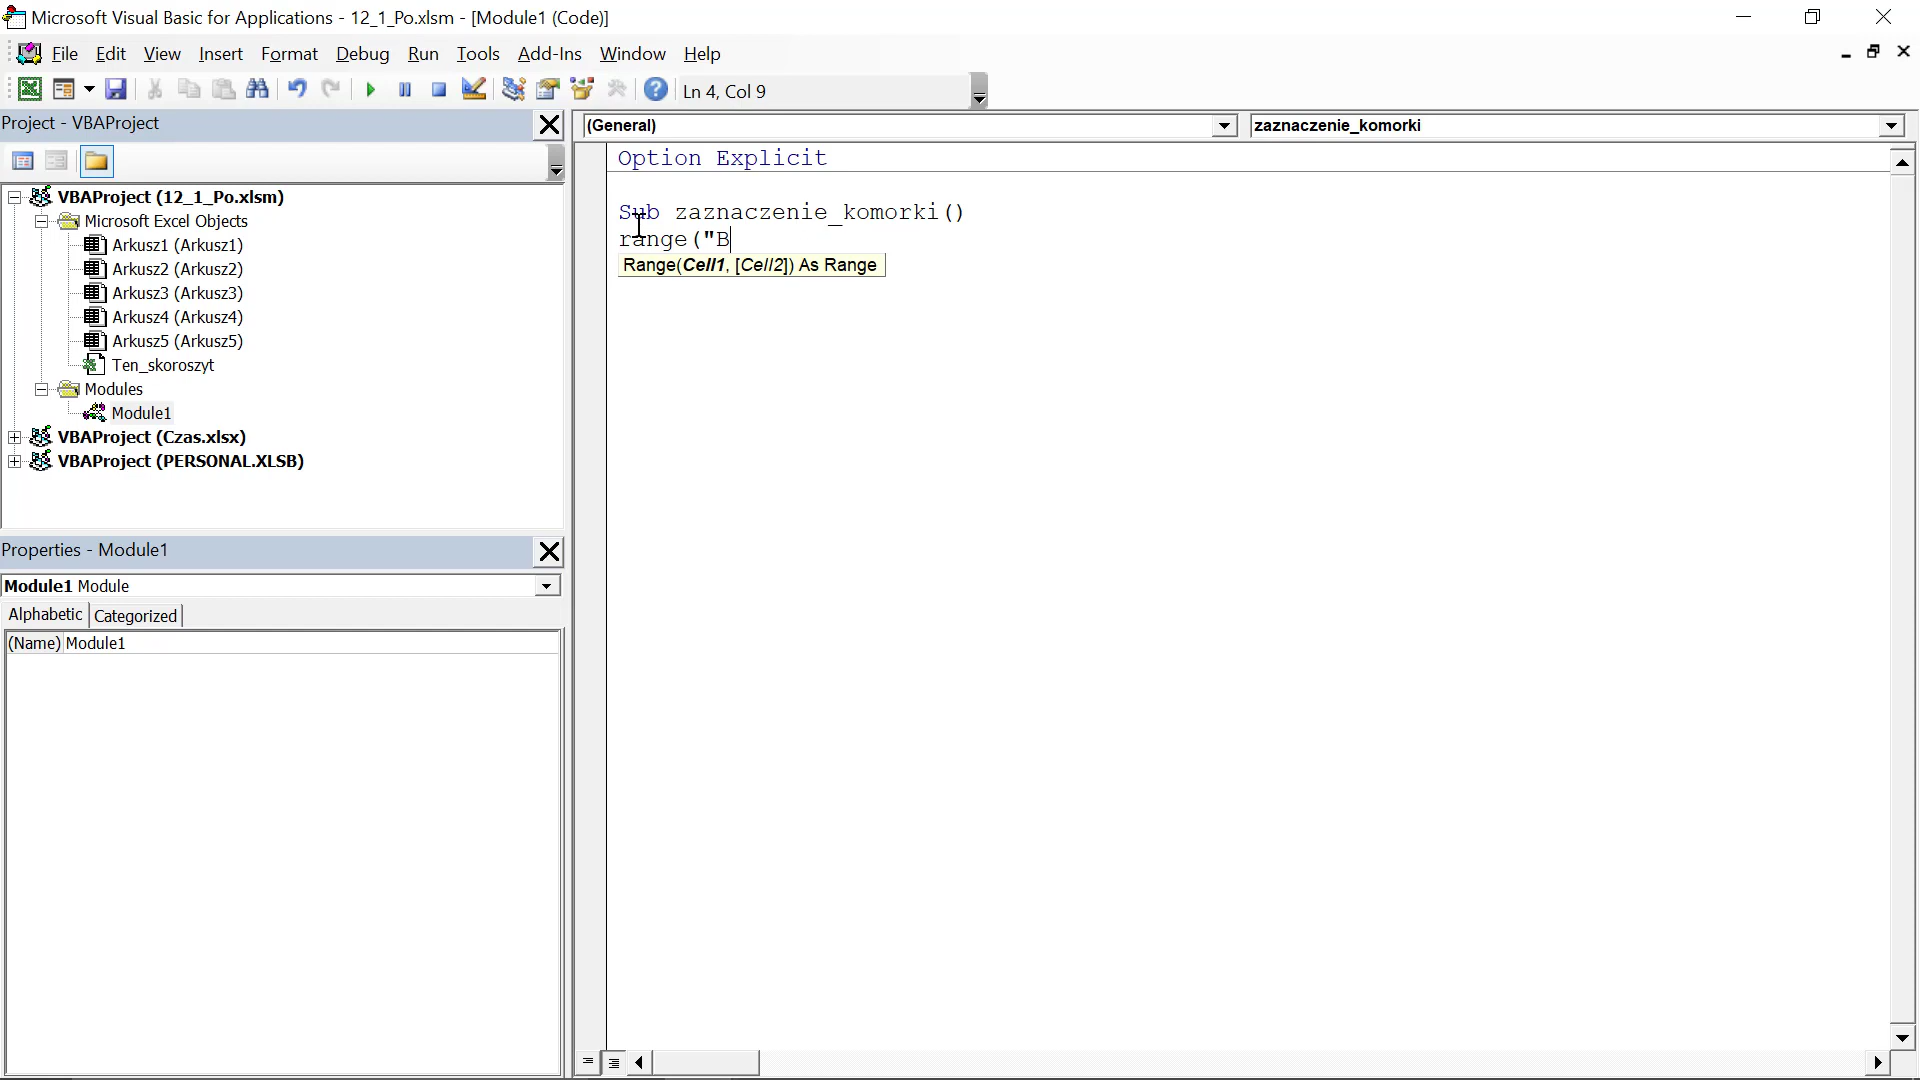 Microsoft Visual Basic for Applications - 12_1_Po.xlsm - [Module1 (Code)]
File Edit View Insert Format Debug Run Tools Add-Ins Window Help
Ln 4, Col 9
Project - VBAProject
(General)
zaznaczenie_komorki
Option Explicit
Sub zaznaczenie_komorki()
range("B
Range(Cell1, [Cell2]) As Range
VBAProject (12_1_Po.xlsm)
Microsoft Excel Objects
Arkusz1 (Arkusz1)
Arkusz2 (Arkusz2)
Arkusz3 (Arkusz3)
Arkusz4 (Arkusz4)
Arkusz5 (Arkusz5)
Ten_skoroszyt
Modules
Module1
VBAProject (Czas.xlsx)
VBAProject (PERSONAL.XLSB)
Properties - Module1
Module1 Module
Alphabetic Categorized
(Name) Module1